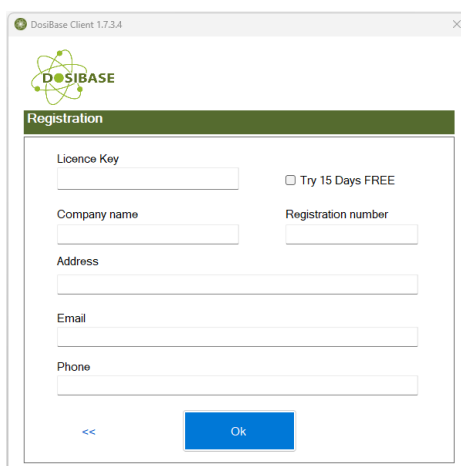 DosiBase Client 1.7.3.4
DOSIBASE
Registration
Licence Key
Try 15 Days FREE
Company name Registration number
Address
Email
Phone
<< Ok